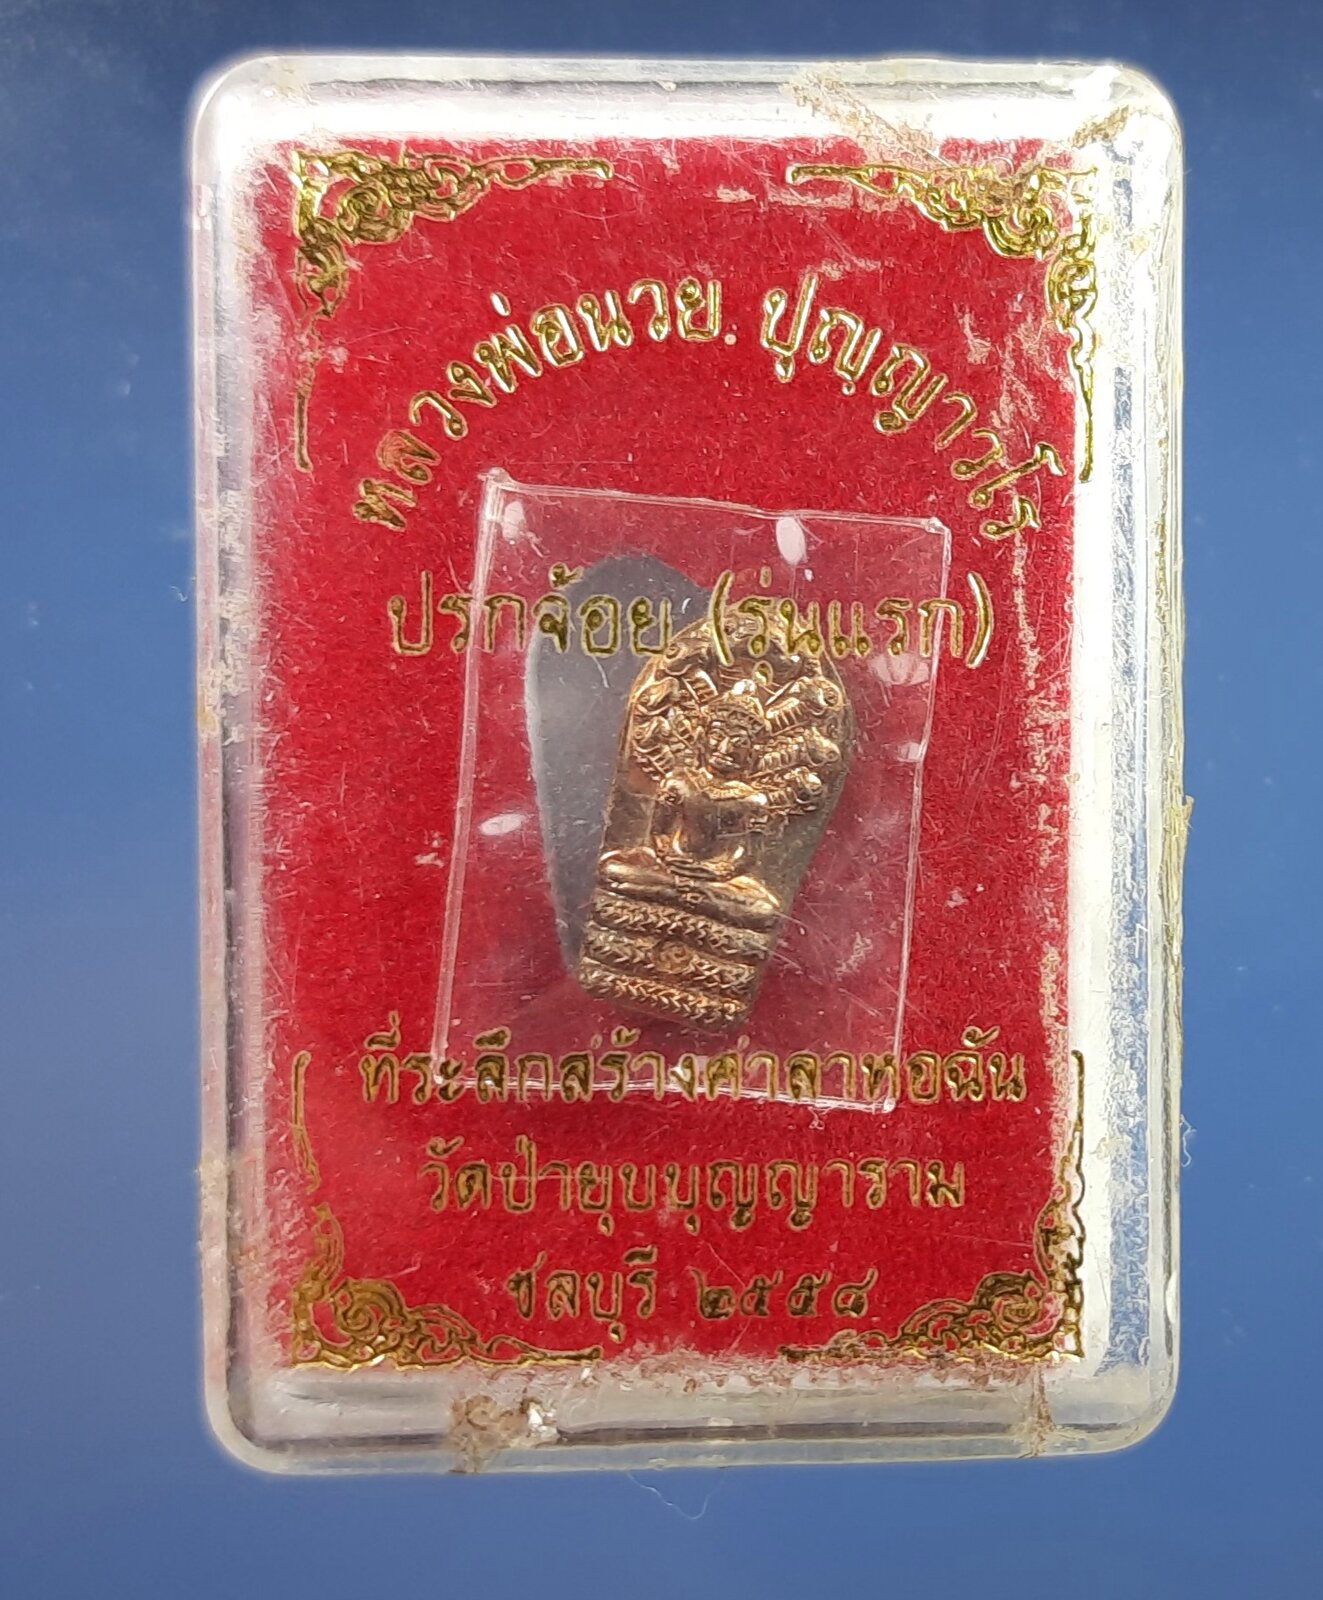 หลวงพ่อนวย ปุญฺญาวโร
ปรกจ้อย (รุ่นแรก)
ที่ระลึกสร้างศาลาหอฉัน
วัดป่ายุบบุญญาราม
ชลบุรี ๒๕๕๘